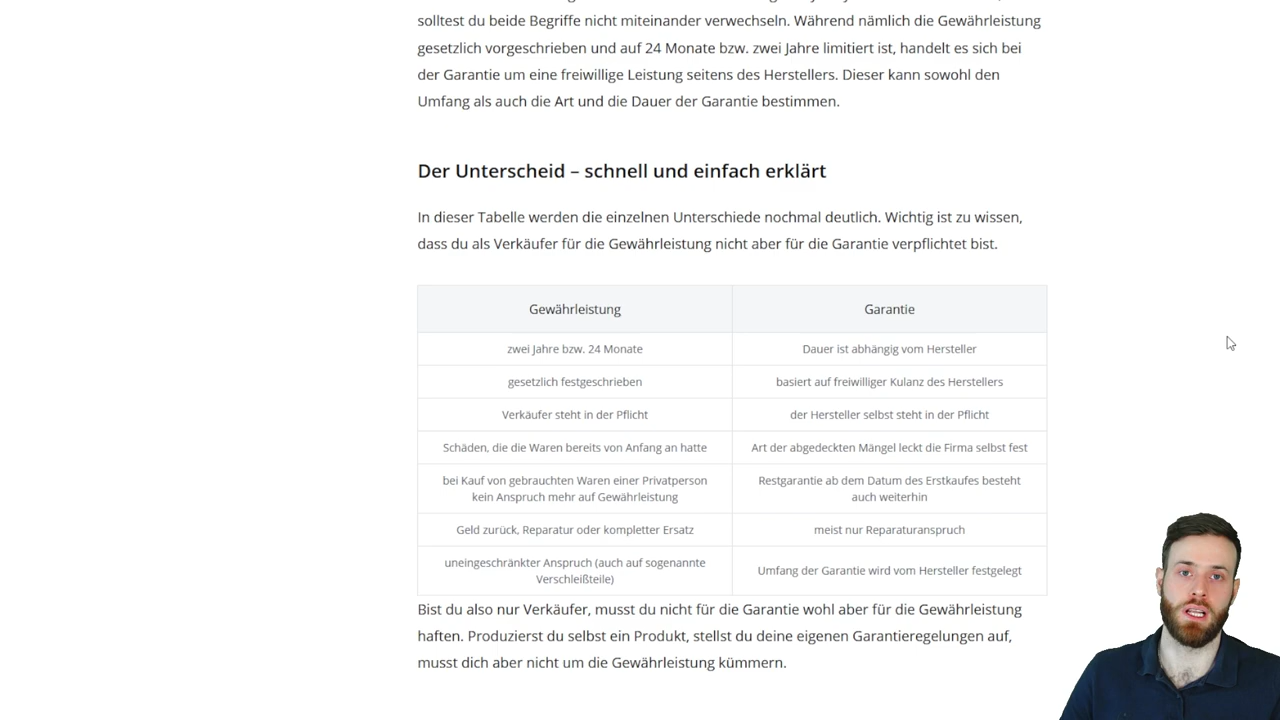 solltest du beide Begriffe nicht miteinander verwechseln. Während nämlich die Gewährleistung
gesetzlich vorgeschrieben und auf 24 Monate bzw. zwei Jahre limitiert ist, handelt es sich bei
der Garantie um eine freiwillige Leistung seitens des Herstellers. Dieser kann sowohl den
Umfang als auch die Art und die Dauer der Garantie bestimmen.
Der Unterscheid – schnell und einfach erklärt
In dieser Tabelle werden die einzelnen Unterschiede nochmal deutlich. Wichtig ist zu wissen,
dass du als Verkäufer für die Gewährleistung nicht aber für die Garantie verpflichtet bist.
Gewährleistung
Garantie
zwei Jahre bzw. 24 Monate
Dauer ist abhängig vom Hersteller
gesetzlich festgeschrieben
basiert auf freiwilliger Kulanz des Herstellers
Verkäufer steht in der Pflicht
der Hersteller selbst steht in der Pflicht
Schäden, die die Waren bereits von Anfang an hatte
Art der abgedeckten Mängel leckt die Firma selbst fest
bei Kauf von gebrauchten Waren einer Privatperson
kein Anspruch mehr auf Gewährleistung
Restgarantie ab dem Datum des Erstkaufes besteht
auch weiterhin
Geld zurück, Reparatur oder kompletter Ersatz
meist nur Reparaturanspruch
uneingeschränkter Anspruch (auch auf sogenannte
Verschleißteile)
Umfang der Garantie wird vom Hersteller festgelegt
Bist du also nur Verkäufer, musst du nicht für die Garantie wohl aber für die Gewährleistung
haften. Produzierst du selbst ein Produkt, stellst du deine eigenen Garantieregelungen auf,
musst dich aber nicht um die Gewährleistung kümmern.